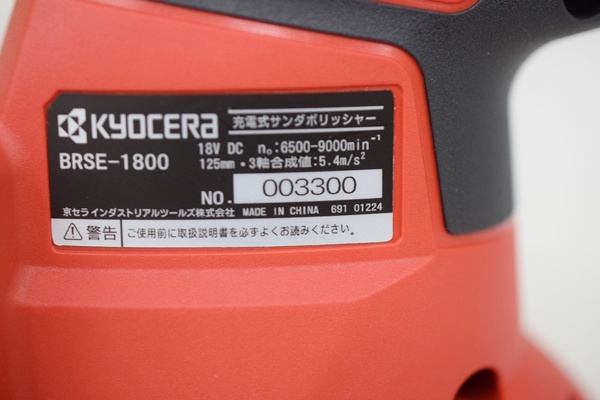 KYOCERA 充電式サンダポリッシャー
BRSE-1800 18V DC n₀:6500-9000min⁻¹
125mm・3軸合成値:5.4m/s²
NO. 003300
京セラインダストリアルツールズ株式会社 MADE IN CHINA 691 01224
⚠警告 ご使用前に取扱説明書を必ずよくお読みください。